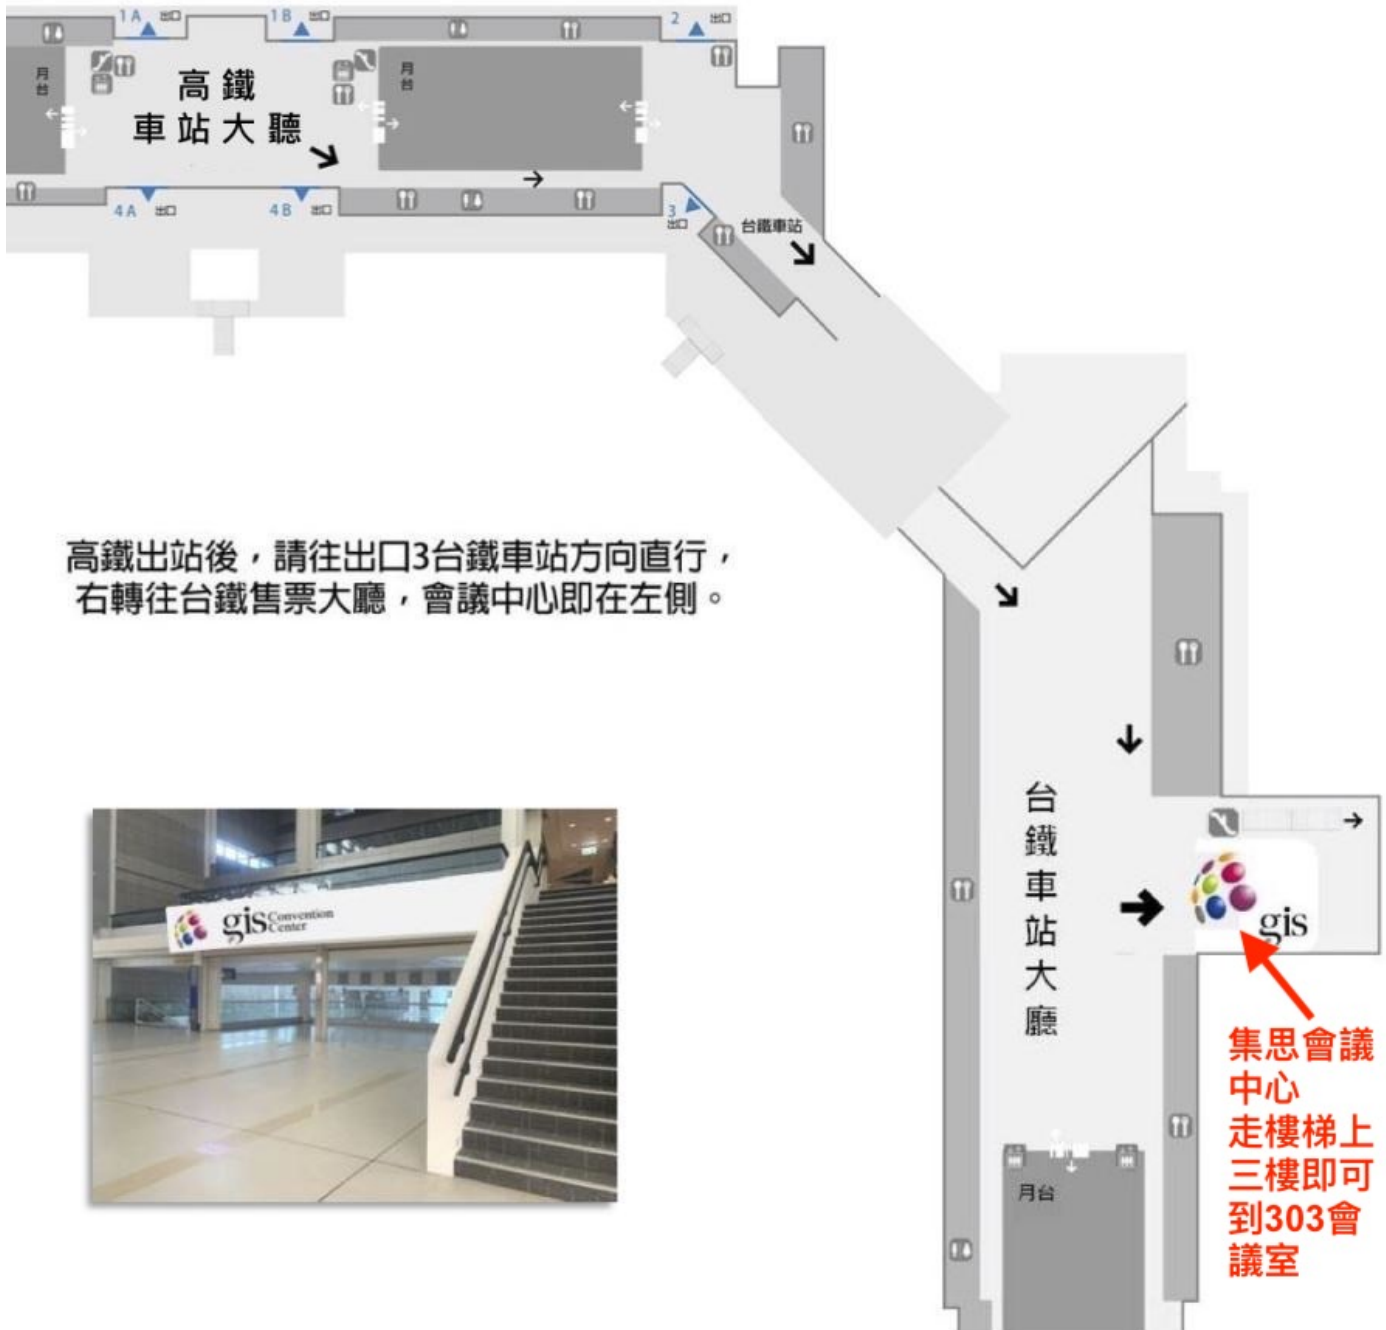 1A 出口
1B 出口
2 出口
月台
高鐵
車站大聽
月台
4A 出口
4B 出口
3
出口
台鐵車站
高鐵出站後，請往出口3台鐵車站方向直行，
右轉往台鐵售票大廳，會議中心即在左側。
gis Convention
Center
台鐵車站大廳
gis
集思會議
中心
走樓梯上
三樓即可
到303會
議室
月台